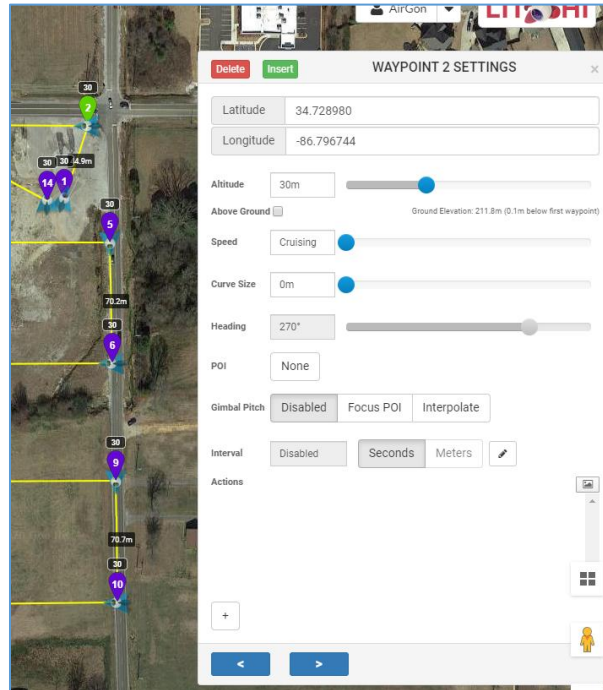 AirGon
LITCHI
Delete Insert WAYPOINT 2 SETTINGS ×
Latitude 34.728980
Longitude -86.796744
Altitude 30m
Above Ground Ground Elevation: 211.8m (0.1m below first waypoint)
Speed Cruising
Curve Size 0m
Heading 270°
POI None
Gimbal Pitch Disabled Focus POI Interpolate
Interval Disabled Seconds Meters
Actions
+
< >
30
2
30 30 44.9m
14 1
30
5
70.2m
30
6
30
9
70.7m
30
10